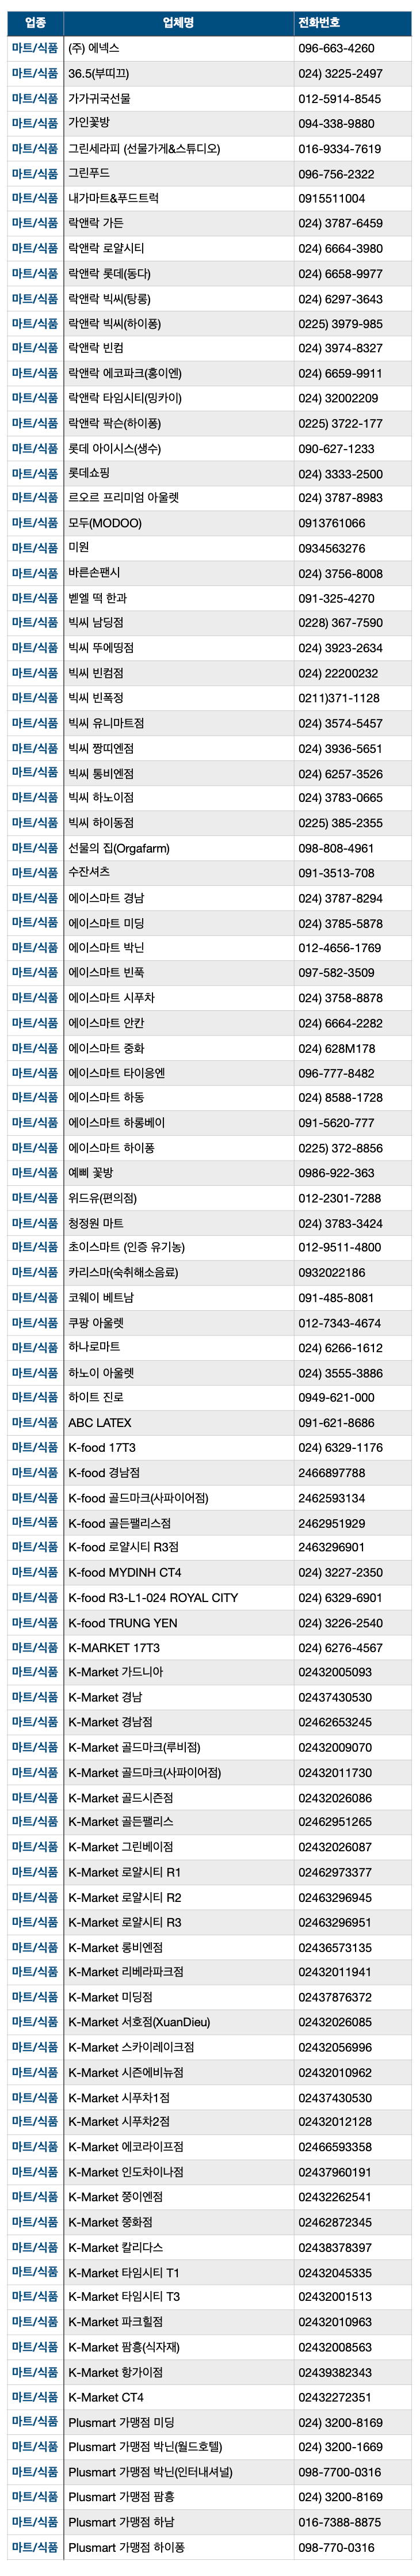 업종 업체명 전화번호
마트/식품 (주) 에넥스 096-663-4260
마트/식품 36.5(부띠끄) 024) 3225-2497
마트/식품 가가귀국선물 012-5914-8545
마트/식품 가인꽃방 094-338-9880
마트/식품 그린세라피 (선물가게&스튜디오) 016-9334-7619
마트/식품 그린푸드 096-756-2322
마트/식품 내가마트&푸드트럭 0915511004
마트/식품 락앤락 가든 024) 3787-6459
마트/식품 락앤락 로얄시티 024) 6664-3980
마트/식품 락앤락 롯데(동다) 024) 6658-9977
마트/식품 락앤락 빅씨(탕롱) 024) 6297-3643
마트/식품 락앤락 빅씨(하이퐁) 0225) 3979-985
마트/식품 락앤락 빈컴 024) 3974-8327
마트/식품 락앤락 에코파크(흥이엔) 024) 6659-9911
마트/식품 락앤락 타임시티(밍카이) 024) 32002209
마트/식품 락앤락 팍슨(하이퐁) 0225) 3722-177
마트/식품 롯데 아이시스(생수) 090-627-1233
마트/식품 롯데쇼핑 024) 3333-2500
마트/식품 르오르 프리미엄 아울렛 024) 3787-8983
마트/식품 모두(MODOO) 0913761066
마트/식품 미원 0934563276
마트/식품 바른손팬시 024) 3756-8008
마트/식품 벧엘 떡 한과 091-325-4270
마트/식품 빅씨 남딩점 0228) 367-7590
마트/식품 빅씨 뚜에띵점 024) 3923-2634
마트/식품 빅씨 빈컴점 024) 22200232
마트/식품 빅씨 빈푹정 0211)371-1128
마트/식품 빅씨 유니마트점 024) 3574-5457
마트/식품 빅씨 짱띠엔점 024) 3936-5651
마트/식품 빅씨 통비엔점 024) 6257-3526
마트/식품 빅씨 하노이점 024) 3783-0665
마트/식품 빅씨 하이동점 0225) 385-2355
마트/식품 선물의 집(Orgafarm) 098-808-4961
마트/식품 수잔셔츠 091-3513-708
마트/식품 에이스마트 경남 024) 3787-8294
마트/식품 에이스마트 미딩 024) 3785-5878
마트/식품 에이스마트 박닌 012-4656-1769
마트/식품 에이스마트 빈푹 097-582-3509
마트/식품 에이스마트 시푸차 024) 3758-8878
마트/식품 에이스마트 안칸 024) 6664-2282
마트/식품 에이스마트 중화 024) 628M178
마트/식품 에이스마트 타이응엔 096-777-8482
마트/식품 에이스마트 하동 024) 8588-1728
마트/식품 에이스마트 하롱베이 091-5620-777
마트/식품 에이스마트 하이퐁 0225) 372-8856
마트/식품 예삐 꽃방 0986-922-363
마트/식품 위드유(편의점) 012-2301-7288
마트/식품 청정원 마트 024) 3783-3424
마트/식품 초이스마트 (인증 유기농) 012-9511-4800
마트/식품 카리스마(숙취해소음료) 0932022186
마트/식품 코웨이 베트남 091-485-8081
마트/식품 쿠팡 아울렛 012-7343-4674
마트/식품 하나로마트 024) 6266-1612
마트/식품 하노이 아울렛 024) 3555-3886
마트/식품 하이트 진로 0949-621-000
마트/식품 ABC LATEX 091-621-8686
마트/식품 K-food 17T3 024) 6329-1176
마트/식품 K-food 경남점 2466897788
마트/식품 K-food 골드마크(사파이어점) 2462593134
마트/식품 K-food 골든팰리스점 2462951929
마트/식품 K-food 로얄시티 R3점 2463296901
마트/식품 K-food MYDINH CT4 024) 3227-2350
마트/식품 K-food R3-L1-024 ROYAL CITY 024) 6329-6901
마트/식품 K-food TRUNG YEN 024) 3226-2540
마트/식품 K-MARKET 17T3 024) 6276-4567
마트/식품 K-Market 가드니아 02432005093
마트/식품 K-Market 경남 02437430530
마트/식품 K-Market 경남점 02462653245
마트/식품 K-Market 골드마크(루비점) 02432009070
마트/식품 K-Market 골드마크(사파이어점) 02432011730
마트/식품 K-Market 골드시즌점 02432026086
마트/식품 K-Market 골든팰리스 02462951265
마트/식품 K-Market 그린베이점 02432026087
마트/식품 K-Market 로얄시티 R1 02462973377
마트/식품 K-Market 로얄시티 R2 02463296945
마트/식품 K-Market 로얄시티 R3 02463296951
마트/식품 K-Market 롱비엔점 02436573135
마트/식품 K-Market 리베라파크점 02432011941
마트/식품 K-Market 미딩점 02437876372
마트/식품 K-Market 서호점(XuanDieu) 02432026085
마트/식품 K-Market 스카이레이크점 02432056996
마트/식품 K-Market 시즌에비뉴점 02432010962
마트/식품 K-Market 시푸차1점 02437430530
마트/식품 K-Market 시푸차2점 02432012128
마트/식품 K-Market 에코라이프점 02466593358
마트/식품 K-Market 인도차이나점 02437960191
마트/식품 K-Market 쭝이엔점 02432262541
마트/식품 K-Market 쭝화점 02462872345
마트/식품 K-Market 칼리다스 02438378397
마트/식품 K-Market 타임시티 T1 02432045335
마트/식품 K-Market 타임시티 T3 02432001513
마트/식품 K-Market 파크힐점 02432010963
마트/식품 K-Market 팜흥(식자재) 02432008563
마트/식품 K-Market 항가이점 02439382343
마트/식품 K-Market CT4 02432272351
마트/식품 Plusmart 가맹점 미딩 024) 3200-8169
마트/식품 Plusmart 가맹점 박닌(월드호텔) 024) 3200-1669
마트/식품 Plusmart 가맹점 박닌(인터내셔널) 098-7700-0316
마트/식품 Plusmart 가맹점 팜흥 024) 3200-8169
마트/식품 Plusmart 가맹점 하남 016-7388-8875
마트/식품 Plusmart 가맹점 하이퐁 098-770-0316